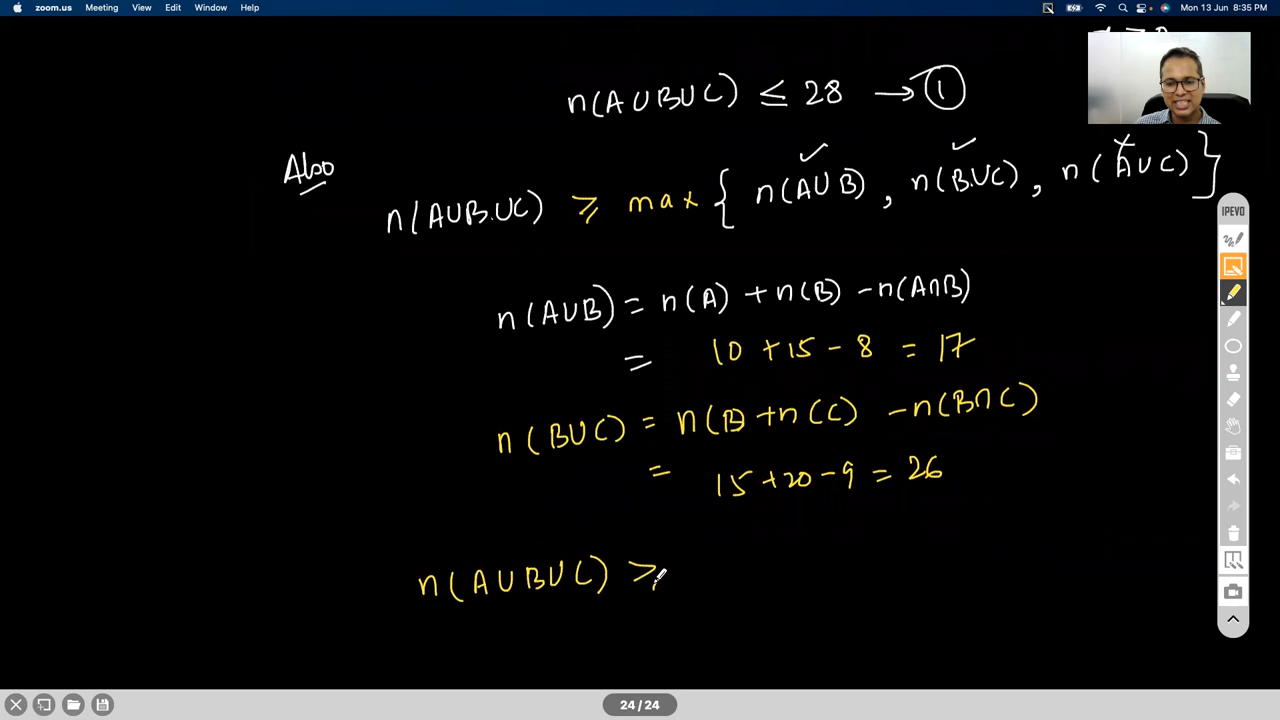 zoom.us Meeting View Edit Window Help Mon 13 Jun 8:35 PM
n(A∪B∪C) ≤ 28 → ①
Also
n(A∪B∪C) ≥ max { n(A∪B), n(B∪C), n(A∪C) }
n(A∪B) = n(A) + n(B) - n(A∩B)
= 10 + 15 - 8 = 17
n(B∪C) = n(B) + n(C) - n(B∩C)
= 15 + 20 - 9 = 26
n(A∪B∪C) ≥
IPEVO
24 / 24